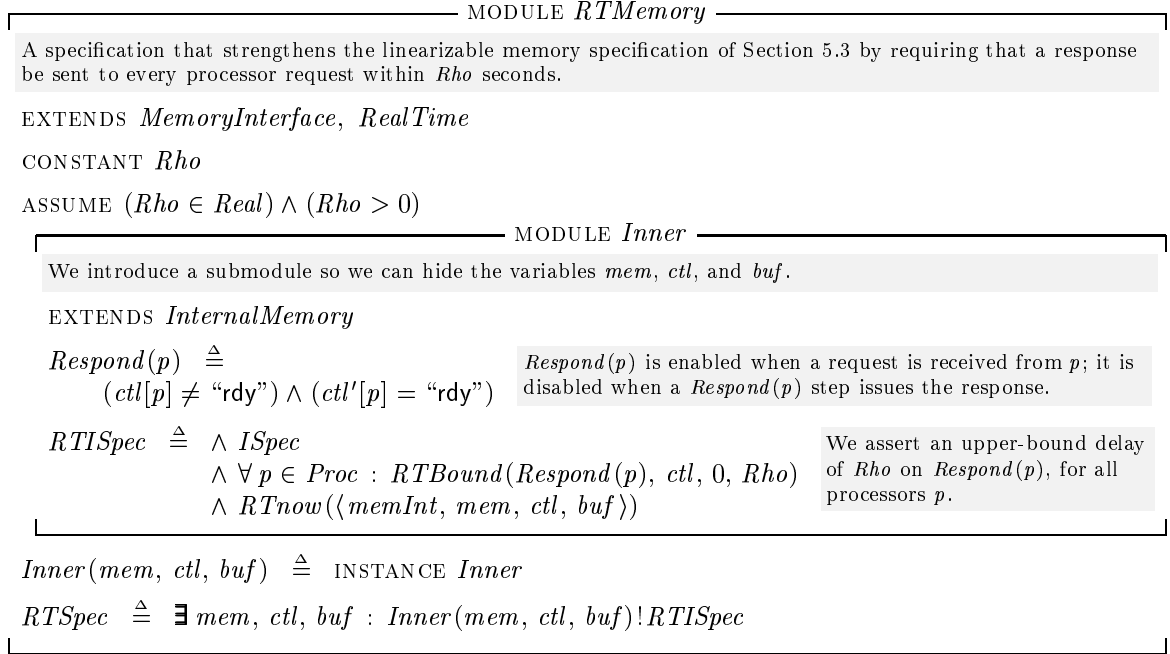 MODULE RTMemory
A specification that strengthens the linearizable memory specification of Section 5.3 by requiring that a response
be sent to every processor request within Rho seconds.
EXTENDS MemoryInterface, RealTime
CONSTANT Rho
ASSUME (Rho ∈ Real) ∧ (Rho > 0)
MODULE Inner
We introduce a submodule so we can hide the variables mem, ctl, and buf.
EXTENDS InternalMemory
Respond(p) ≜
(ctl[p] ≠ “rdy”) ∧ (ctl′[p] = “rdy”)
Respond(p) is enabled when a request is received from p; it is
disabled when a Respond(p) step issues the response.
RTISpec ≜ ∧ ISpec
∧ ∀ p ∈ Proc : RTBound(Respond(p), ctl, 0, Rho)
∧ RTnow(⟨memInt, mem, ctl, buf⟩)
We assert an upper-bound delay
of Rho on Respond(p), for all
processors p.
Inner(mem, ctl, buf) ≜ INSTANCE Inner
RTSpec ≜ ∃ mem, ctl, buf : Inner(mem, ctl, buf)!RTISpec